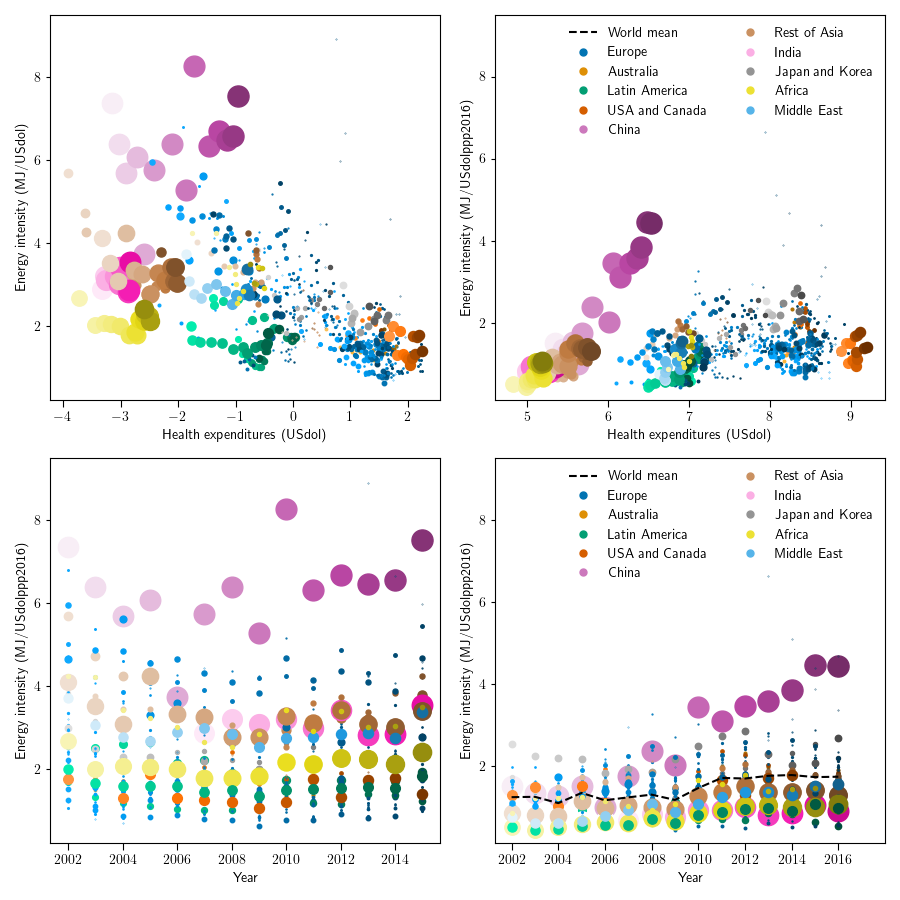 8
6
4
2
Energy intensity (MJ/USdol)
−4 −3 −2 −1 0 1 2
Health expenditures (USdol)
World mean
Europe
Australia
Latin America
USA and Canada
China
Rest of Asia
India
Japan and Korea
Africa
Middle East
8
6
4
2
Energy intensity (MJ/USdolppp2016)
5 6 7 8 9
Health expenditures (USdol)
8
6
4
2
Energy intensity (MJ/USdolppp2016)
2002 2004 2006 2008 2010 2012 2014
Year
World mean
Europe
Australia
Latin America
USA and Canada
China
Rest of Asia
India
Japan and Korea
Africa
Middle East
8
6
4
2
Energy intensity (MJ/USdolppp2016)
2002 2004 2006 2008 2010 2012 2014 2016
Year